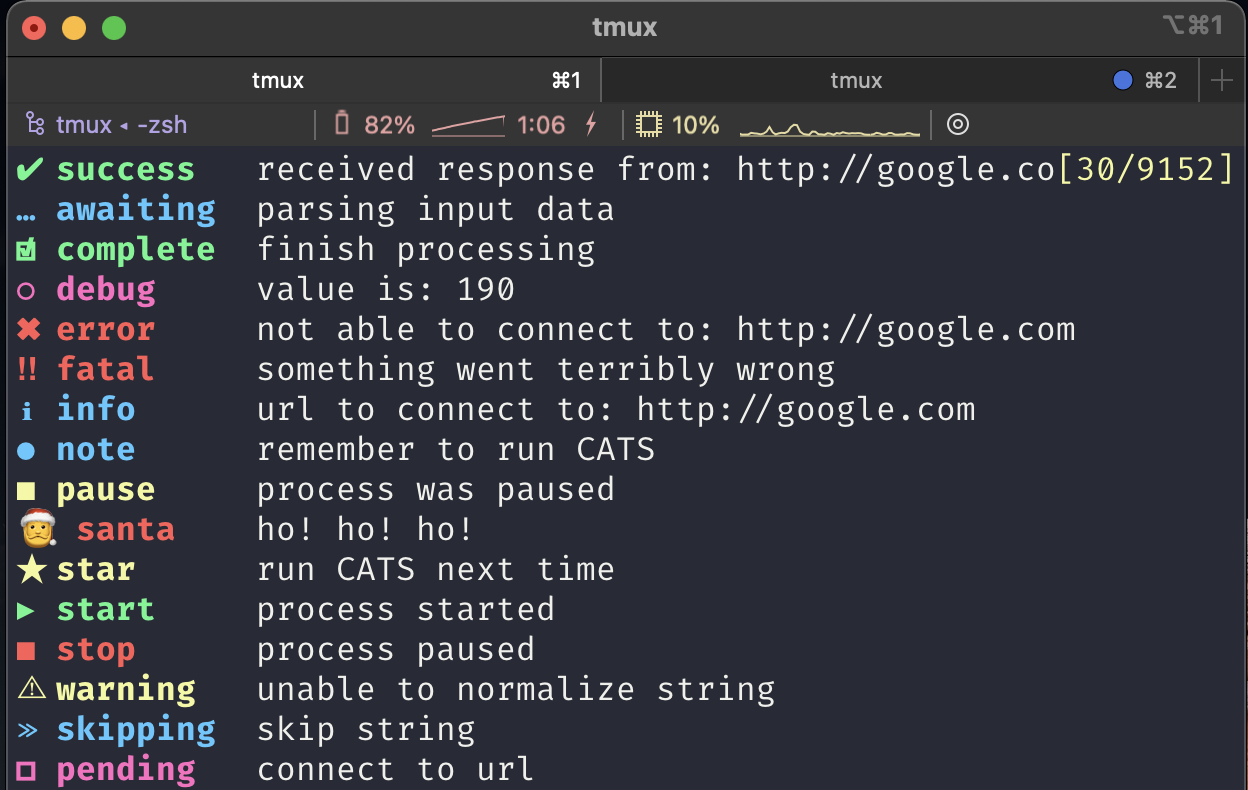 tmux ⌥⌘1
tmux ⌘1 tmux ⌘2
tmux ◂ -zsh 82% 1:06 10%
✔ success received response from: http://google.co[30/9152]
… awaiting parsing input data
☑ complete finish processing
○ debug value is: 190
✖ error not able to connect to: http://google.com
‼ fatal something went terribly wrong
ℹ info url to connect to: http://google.com
● note remember to run CATS
■ pause process was paused
🎅 santa ho! ho! ho!
★ star run CATS next time
▶ start process started
■ stop process paused
⚠ warning unable to normalize string
» skipping skip string
◻ pending connect to url